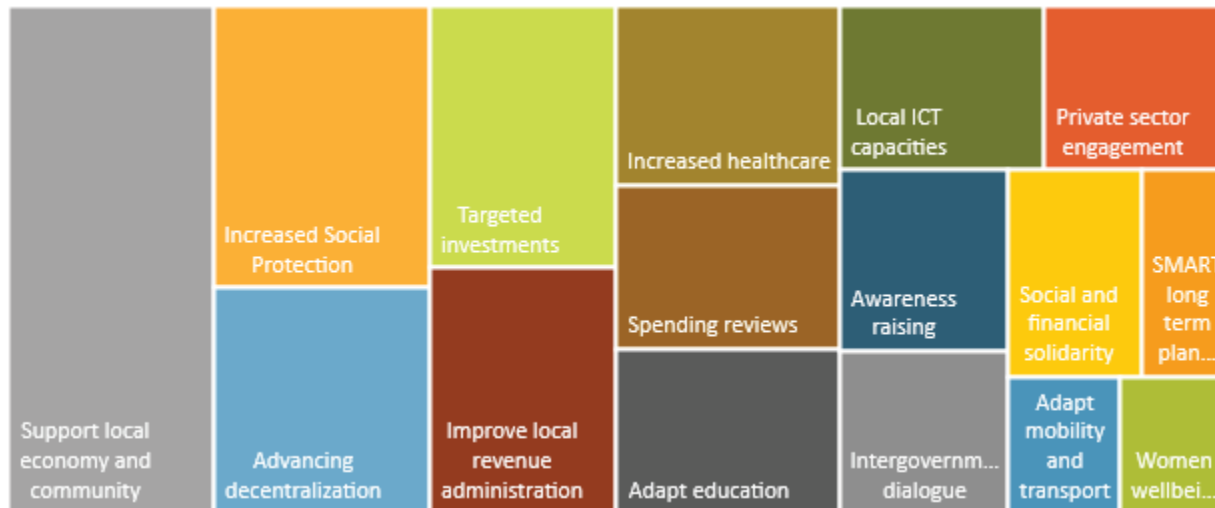 Support local
economy and
community
Increased Social
Protection
Advancing
decentralization
Targeted
investments
Improve local
revenue
administration
Increased healthcare
Spending reviews
Adapt education
Local ICT
capacities
Private sector
engagement
Awareness
raising
Intergovernm...
dialogue
Social and
financial
solidarity
SMART
long
term
plan...
Adapt
mobility
and
transport
Women
wellbei...